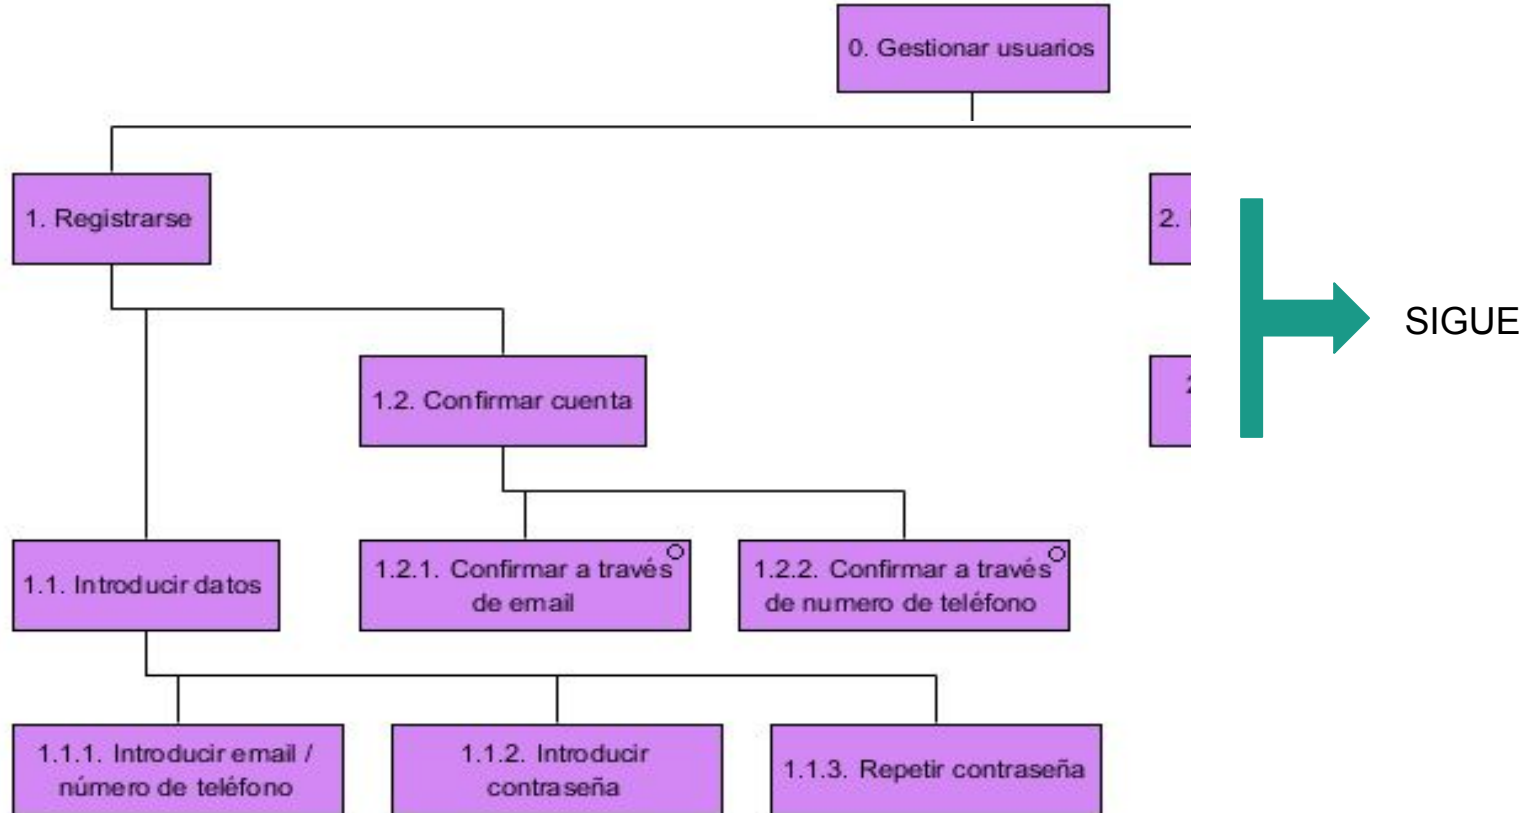 0. Gestionar usuarios
1. Registrarse
2.
SIGUE
1.2. Confirmar cuenta
1.1. Introducir datos
1.2.1. Confirmar a través
de email
1.2.2. Confirmar a través
de numero de teléfono
1.1.1. Introducir email /
número de teléfono
1.1.2. Introducir
contraseña
1.1.3. Repetir contraseña